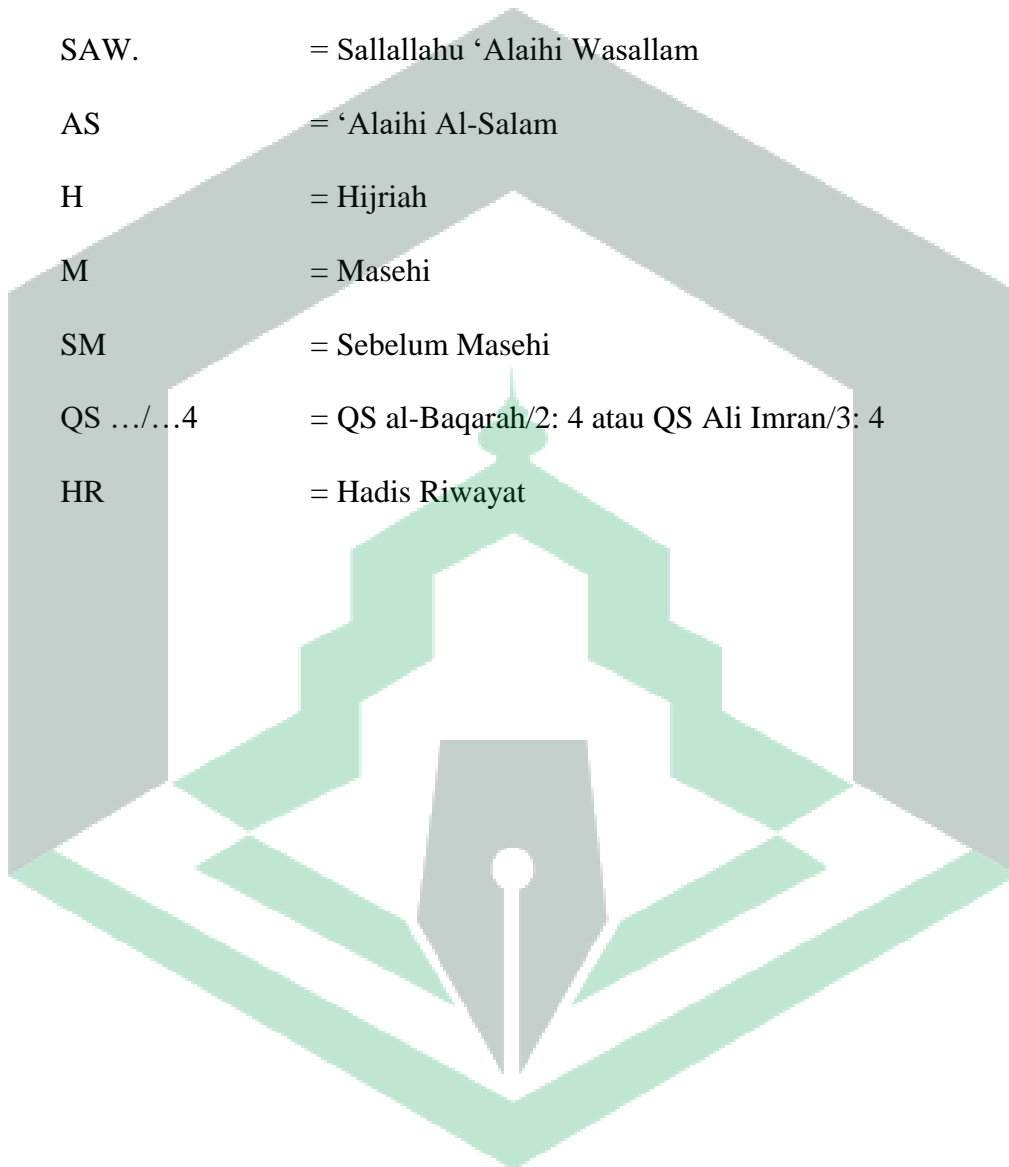 SAW. = Sallallahu ‘Alaihi Wasallam
AS = ‘Alaihi Al-Salam
H = Hijriah
M = Masehi
SM = Sebelum Masehi
QS …/…4 = QS al-Baqarah/2: 4 atau QS Ali Imran/3: 4
HR = Hadis Riwayat